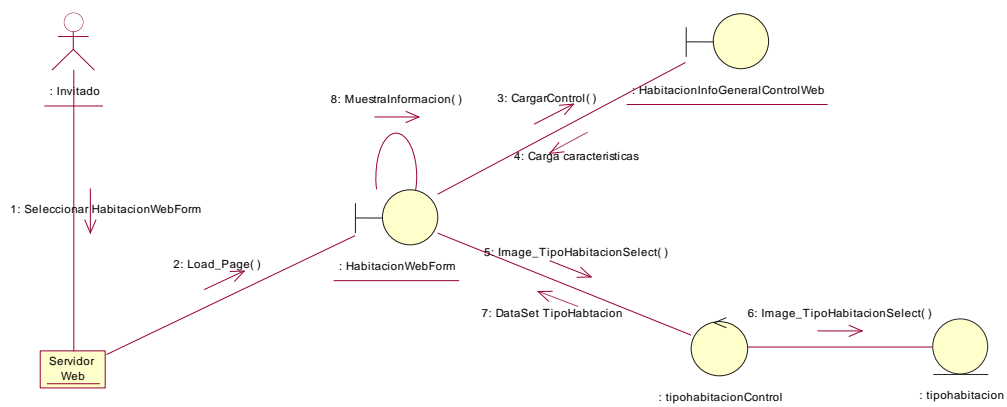 : Invitado
8: MuestraInformacion( )
3: CargarControl( )
: HabitacionInfoGeneralControlWeb
4: Carga caracteristicas
1: Seleccionar HabitacionWebForm
2: Load_Page( )
: HabitacionWebForm
5: Image_TipoHabitacionSelect( )
7: DataSet TipoHabtacion
6: Image_TipoHabitacionSelect( )
Servidor
Web
: tipohabitacionControl
: tipohabitacion